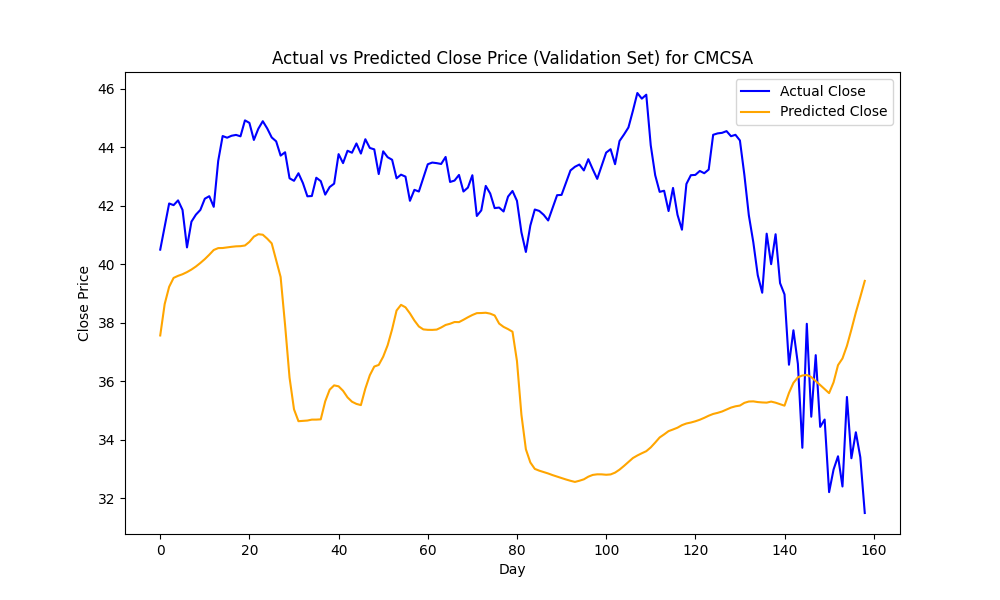 Actual vs Predicted Close Price (Validation Set) for CMCSA
Actual Close
Predicted Close
Close Price
46
44
42
40
38
36
34
32
0 20 40 60 80 100 120 140 160
Day